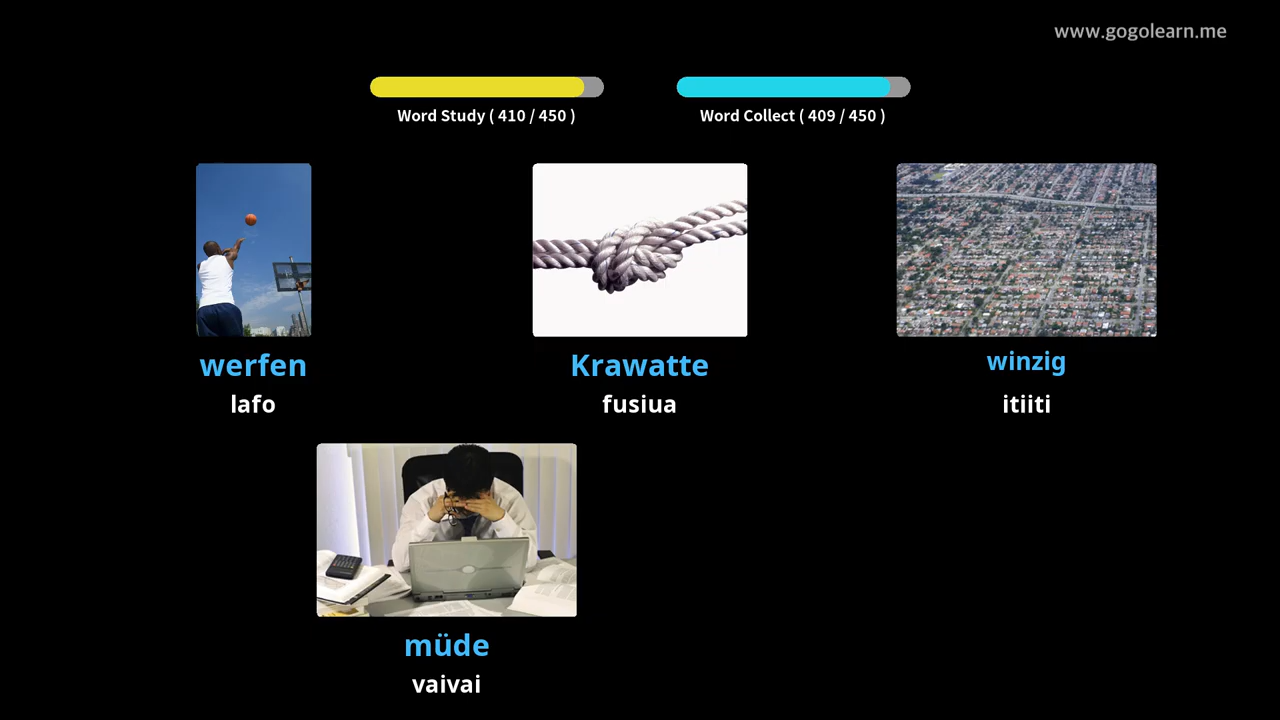 www.gogolearn.me
Word Study ( 410 / 450 )
Word Collect ( 409 / 450 )
werfen
lafo
Krawatte
fusiua
winzig
itiiti
müde
vaivai